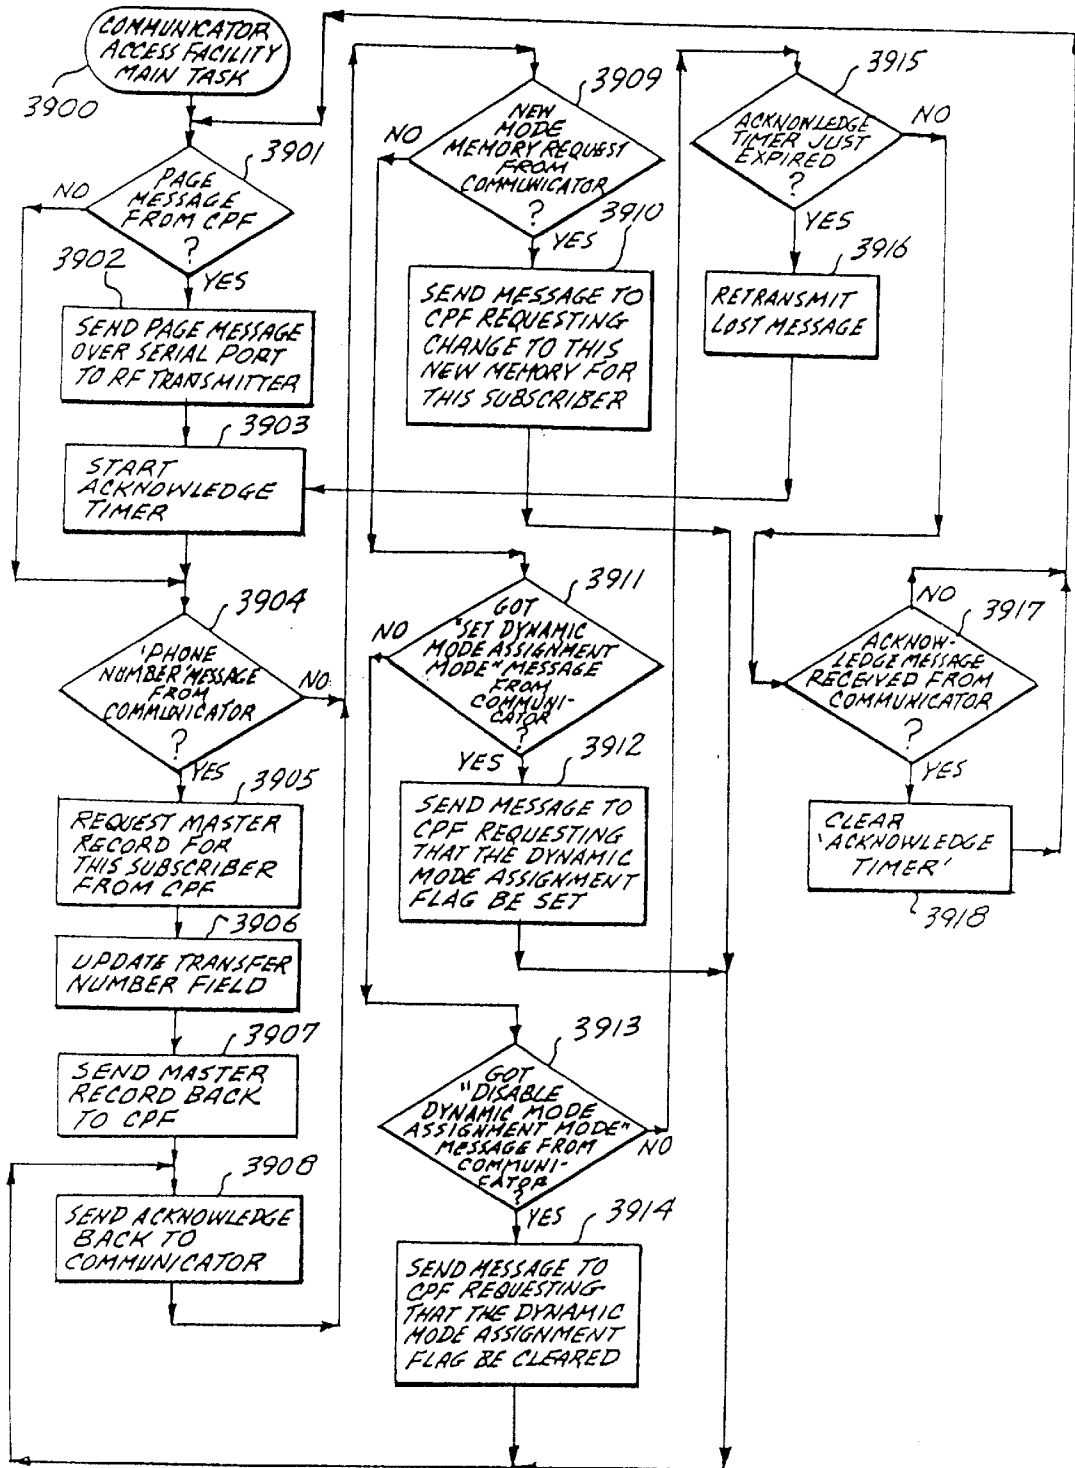 COMMUNICATOR
ACCESS FACILITY
MAIN TASK
3900
3901
PAGE
MESSAGE
FROM CPF
?
NO
YES
3902
SEND PAGE MESSAGE
OVER SERIAL PORT
TO RF TRANSMITTER
3903
START
ACKNOWLEDGE
TIMER
3904
'PHONE
NUMBER' MESSAGE
FROM
COMMUNICATOR
?
NO
YES
3905
REQUEST MASTER
RECORD FOR
THIS SUBSCRIBER
FROM CPF
3906
UPDATE TRANSFER
NUMBER FIELD
3907
SEND MASTER
RECORD BACK
TO CPF
3908
SEND ACKNOWLEDGE
BACK TO
COMMUNICATOR
3909
NEW
MODE
MEMORY REQUEST
FROM
COMMUNICATOR
?
NO
YES
3910
SEND MESSAGE TO
CPF REQUESTING
CHANGE TO THIS
NEW MEMORY FOR
THIS SUBSCRIBER
3911
GOT
"SET DYNAMIC
MODE ASSIGNMENT
MODE" MESSAGE
FROM
COMMUNI-
CATOR
?
NO
YES
3912
SEND MESSAGE TO
CPF REQUESTING
THAT THE DYNAMIC
MODE ASSIGNMENT
FLAG BE SET
3913
GOT
"DISABLE
DYNAMIC MODE
ASSIGNMENT MODE"
MESSAGE FROM
COMMUNI-
CATOR
?
NO
YES
3914
SEND MESSAGE TO
CPF REQUESTING
THAT THE DYNAMIC
MODE ASSIGNMENT
FLAG BE CLEARED
3915
ACKNOWLEDGE
TIMER JUST
EXPIRED
?
NO
YES
3916
RETRANSMIT
LOST MESSAGE
3917
ACKNOW-
LEDGE MESSAGE
RECEIVED FROM
COMMUNICATOR
?
NO
YES
CLEAR
'ACKNOWLEDGE
TIMER'
3918